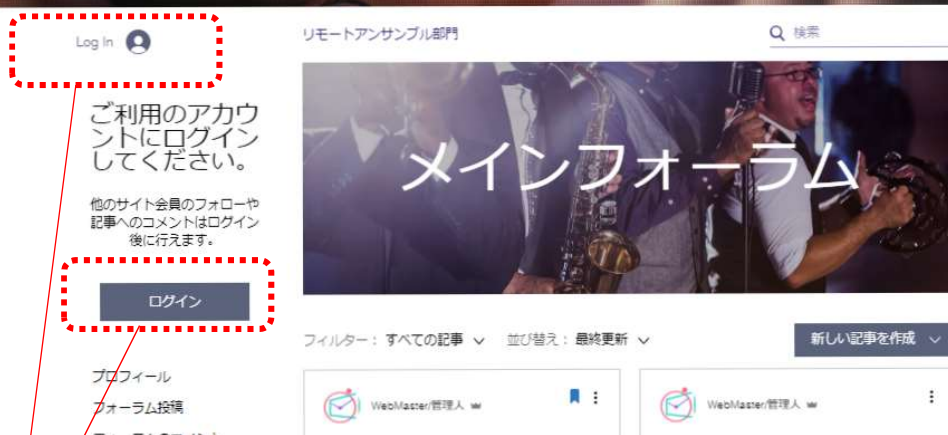 Log In
ご利用のアカウ
ントにログイン
してください。
他のサイト会員のフォローや
記事へのコメントはログイン
後に行えます。
ログイン
プロフィール
フォーラム投稿
リモートアンサンブル部門
検索
メインフォーラム
フィルター： すべての記事 並び替え： 最終更新
新しい記事を作成
WebMaster/管理人
WebMaster/管理人